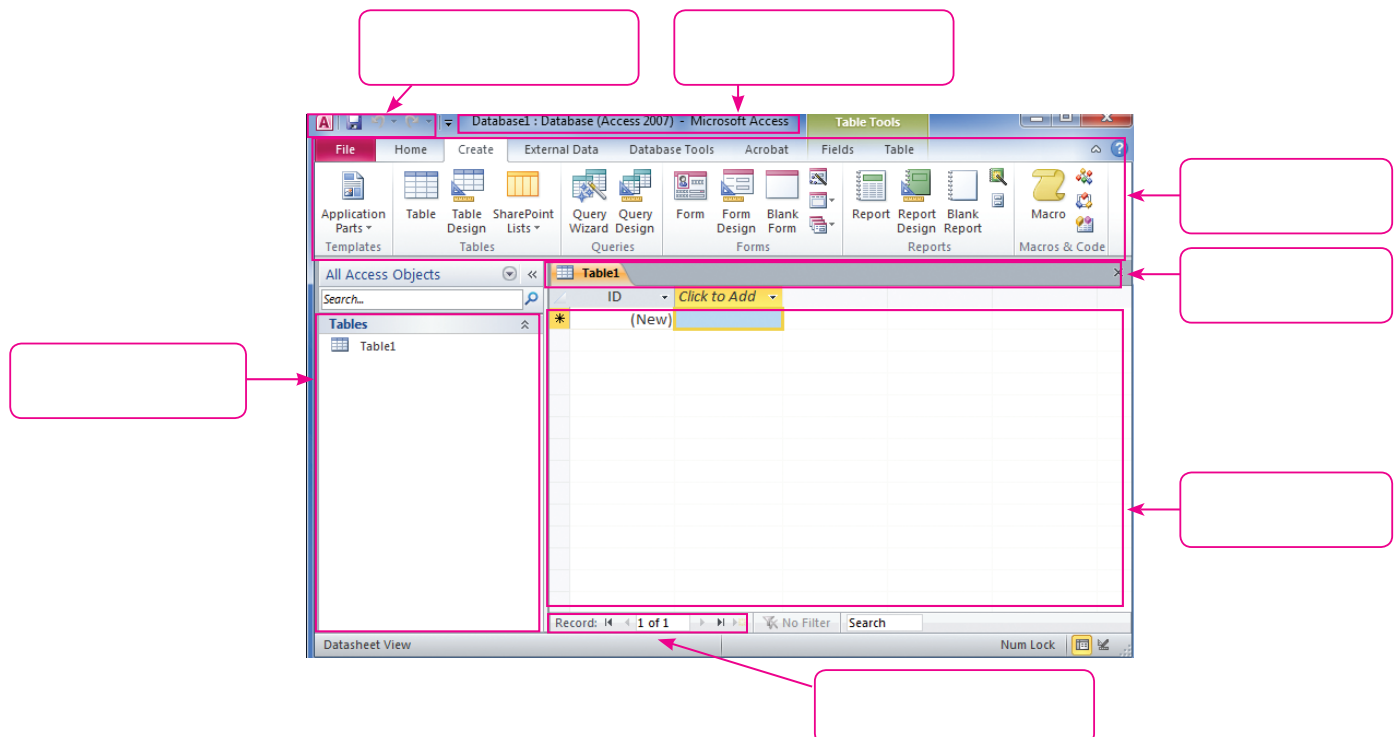 A
Database1 : Database (Access 2007) - Microsoft Access
Table Tools
File Home Create External Data Database Tools Acrobat Fields Table
Application Parts
Table
Table Design
SharePoint Lists
Query Wizard
Query Design
Form
Form Design
Blank Form
Report
Report Design
Blank Report
Macro
Templates Tables Queries Forms Reports Macros & Code
All Access Objects
Search...
Tables
Table1
Table1
ID Click to Add
(New)
Record: 1 of 1 No Filter Search
Datasheet View Num Lock